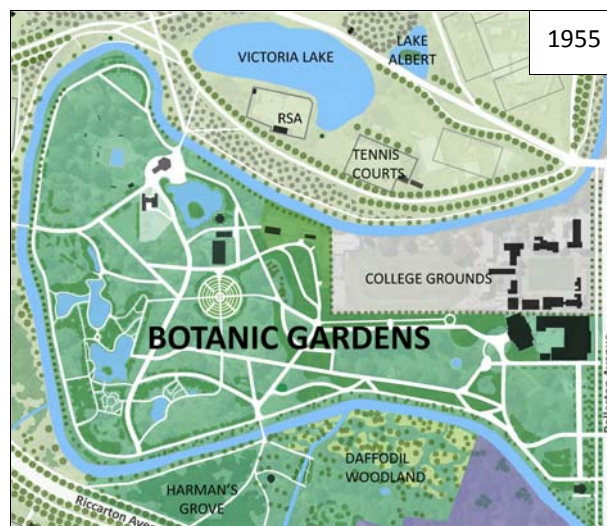 1955
VICTORIA LAKE
LAKE
ALBERT
RSA
TENNIS
COURTS
COLLEGE GROUNDS
BOTANIC GARDENS
DAFFODIL
WOODLAND
HARMAN'S
GROVE
Riccarton Ave